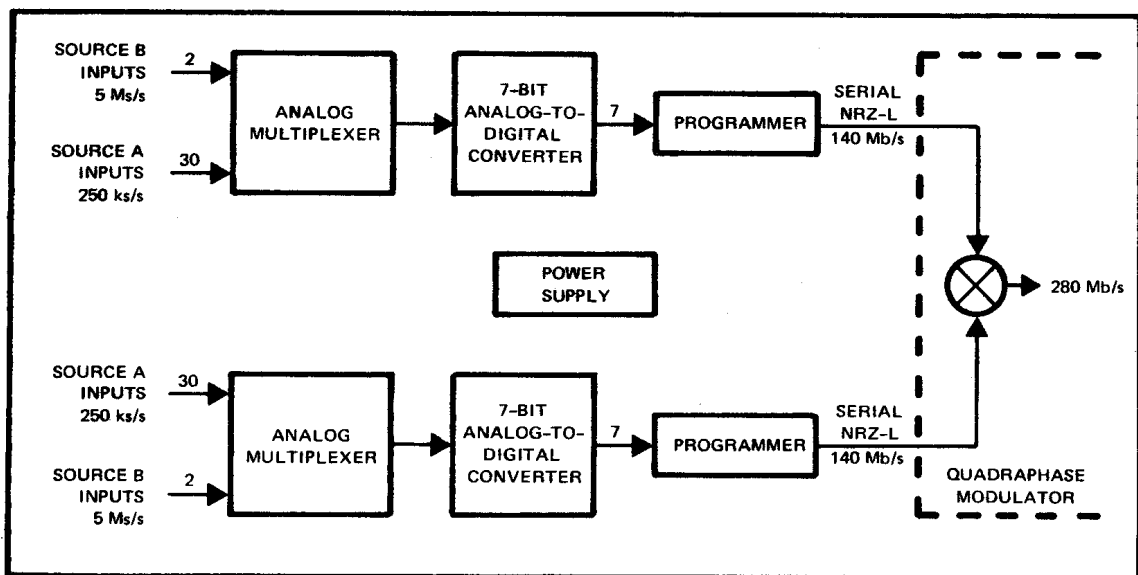 SOURCE B
INPUTS
5 Ms/s
2
SOURCE A
INPUTS
250 ks/s
30
ANALOG
MULTIPLEXER
7-BIT
ANALOG-TO-
DIGITAL
CONVERTER
7
PROGRAMMER
SERIAL
NRZ-L
140 Mb/s
POWER
SUPPLY
280 Mb/s
SOURCE A
INPUTS
250 ks/s
30
SOURCE B
INPUTS
5 Ms/s
2
ANALOG
MULTIPLEXER
7-BIT
ANALOG-TO-
DIGITAL
CONVERTER
7
PROGRAMMER
SERIAL
NRZ-L
140 Mb/s
QUADRAPHASE
MODULATOR